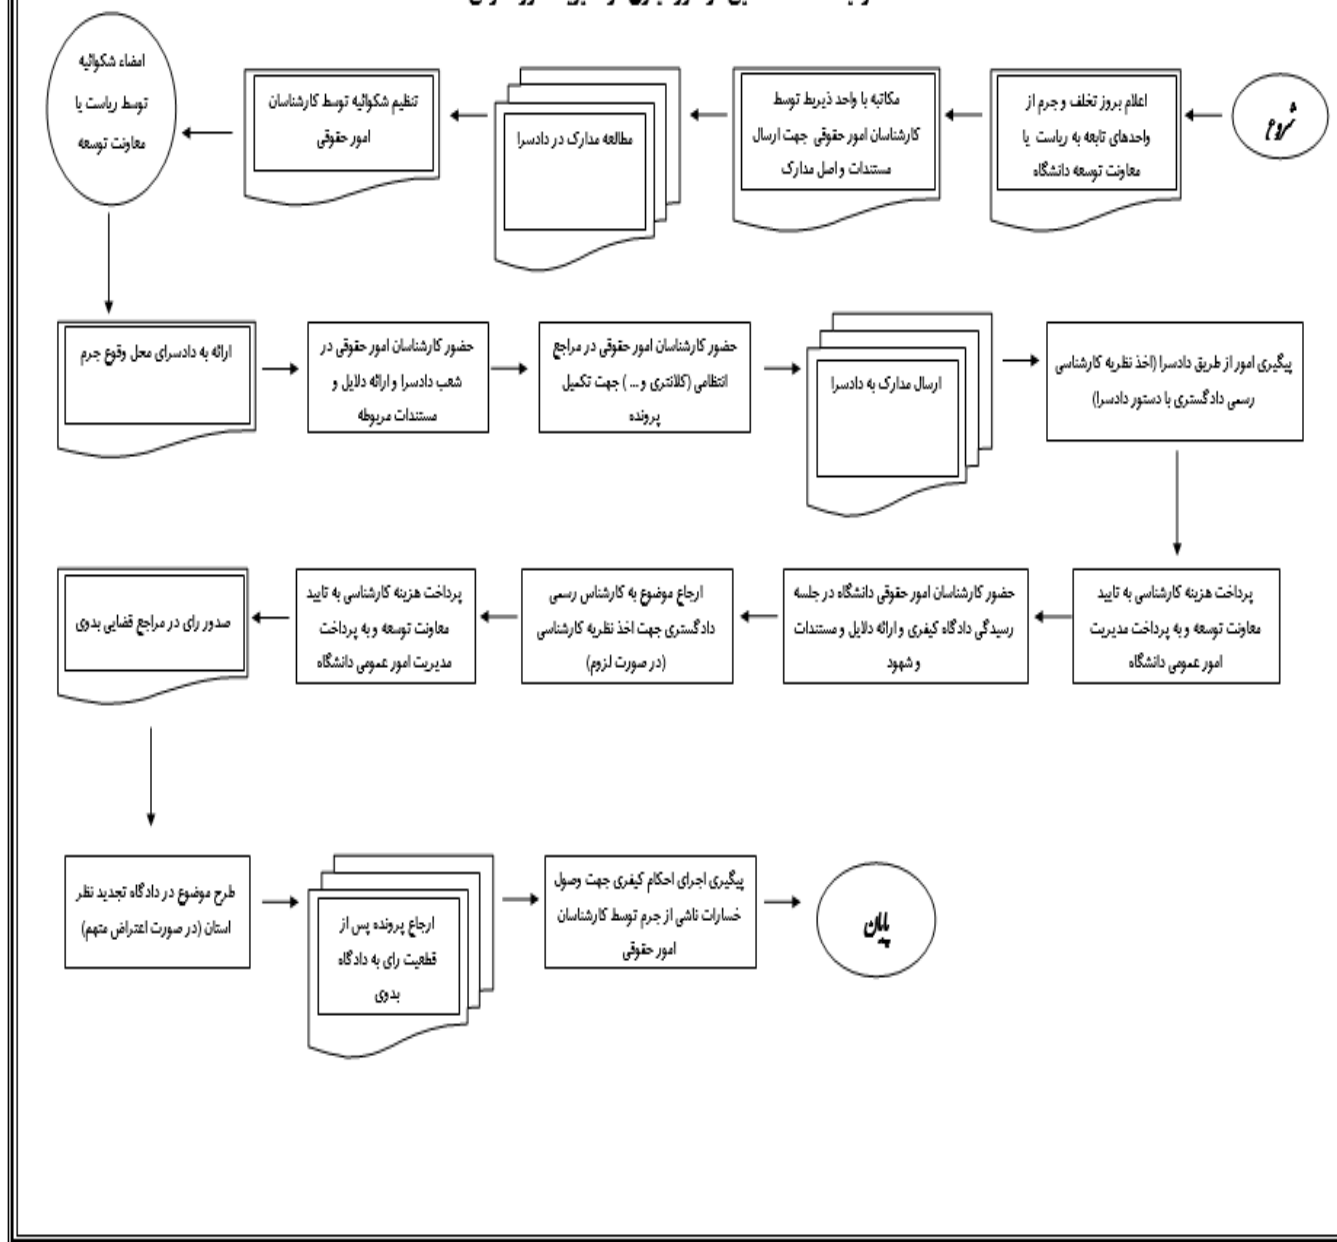 شروع
اعلام بروز تخلف و جرم از
واحدهای تابعه به ریاست یا
معاونت توسعه دانشگاه
مکاتبه با واحد ذیربط توسط
کارشناسان امور حقوقی جهت ارسال
مستندات و اصل مدارک
مطالعه مدارک در دادسرا
تنظیم شکوائیه توسط کارشناسان
امور حقوقی
امضاء شکوائیه
توسط ریاست یا
معاونت توسعه
ارائه به دادسرای محل وقوع جرم
حضور کارشناسان امور حقوقی در
شعب دادسرا و ارائه دلایل و
مستندات مربوطه
حضور کارشناسان امور حقوقی در مراجع
انتظامی (کلانتری و ... ) جهت تکمیل
پرونده
ارسال مدارک به دادسرا
پیگیری امور از طریق دادسرا (اخذ نظریه کارشناسی
رسمی دادگستری با دستور دادسرا)
پرداخت هزینه کارشناسی به تایید
معاونت توسعه و به پرداخت مدیریت
امور عمومی دانشگاه
حضور کارشناسان امور حقوقی دانشگاه در جلسه
رسیدگی دادگاه کیفری و ارائه دلایل و مستندات
و شهود
ارجاع موضوع به کارشناس رسمی
دادگستری جهت اخذ نظریه کارشناسی
(در صورت لزوم)
پرداخت هزینه کارشناسی به تایید
معاونت توسعه و به پرداخت
مدیریت امور عمومی دانشگاه
صدور رای در مراجع قضایی بدوی
طرح موضوع در دادگاه تجدید نظر
استان (در صورت اعتراض متهم)
ارجاع پرونده پس از
قطعیت رای به دادگاه
بدوی
پیگیری اجرای احکام کیفری جهت وصول
خسارات ناشی از جرم توسط کارشناسان
امور حقوقی
پایان